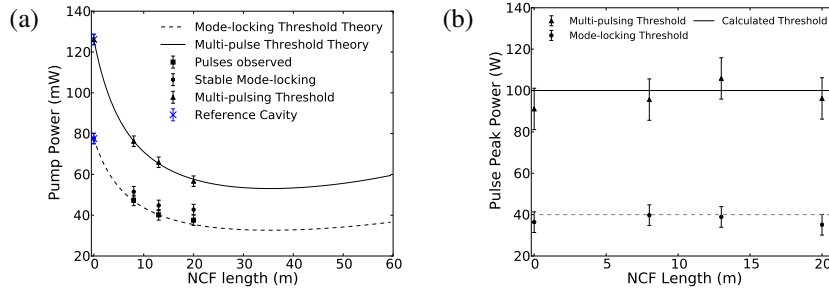 (a)
Pump Power (mW)
140
120
100
80
60
40
20
0
10
20
30
40
50
60
NCF length (m)
Mode-locking Threshold Theory
Multi-pulse Threshold Theory
Pulses observed
Stable Mode-locking
Multi-pulsing Threshold
Reference Cavity
(b)
Pulse Peak Power (W)
140
120
100
80
60
40
20
0
5
10
15
20
NCF Length (m)
Multi-pulsing Threshold
Mode-locking Threshold
Calculated Threshold